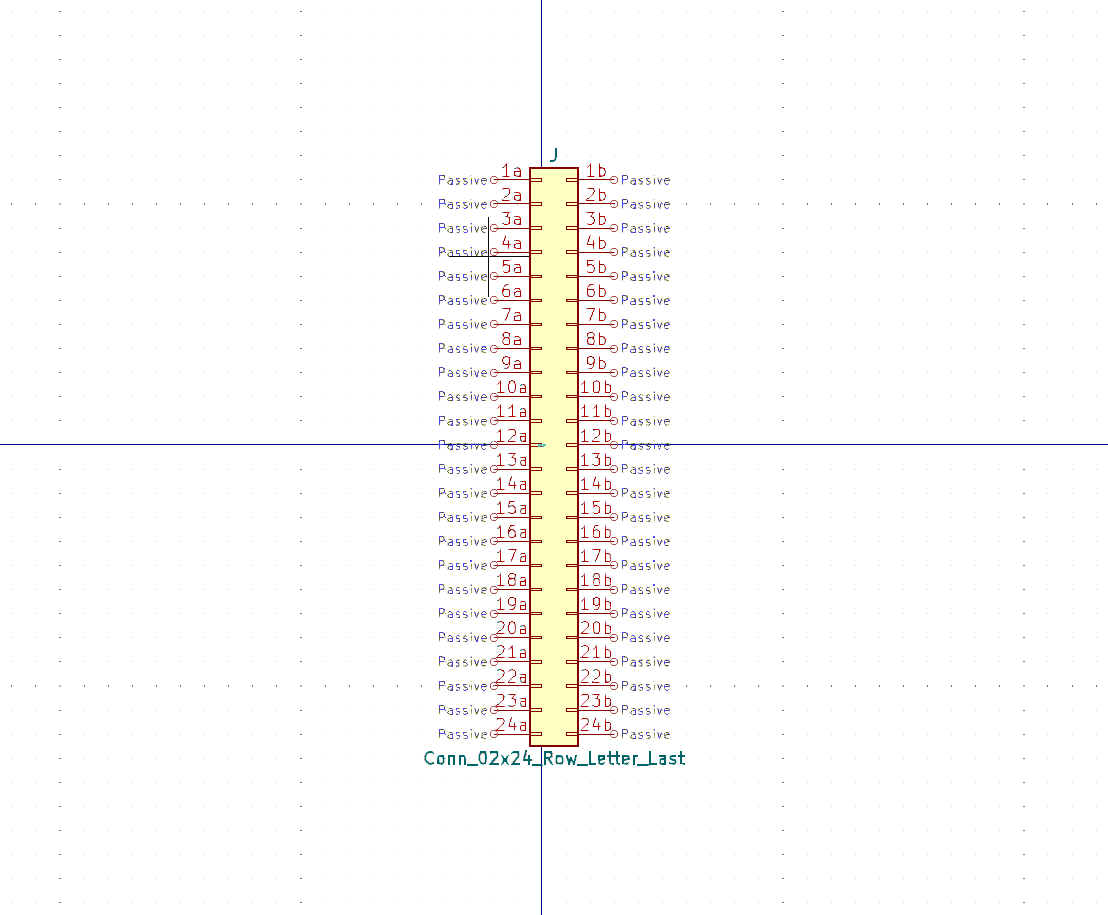 J
Passive 1a 1b Passive
Passive 2a 2b Passive
Passive 3a 3b Passive
Passive 4a 4b Passive
Passive 5a 5b Passive
Passive 6a 6b Passive
Passive 7a 7b Passive
Passive 8a 8b Passive
Passive 9a 9b Passive
Passive 10a 10b Passive
Passive 11a 11b Passive
Passive 12a 12b Passive
Passive 13a 13b Passive
Passive 14a 14b Passive
Passive 15a 15b Passive
Passive 16a 16b Passive
Passive 17a 17b Passive
Passive 18a 18b Passive
Passive 19a 19b Passive
Passive 20a 20b Passive
Passive 21a 21b Passive
Passive 22a 22b Passive
Passive 23a 23b Passive
Passive 24a 24b Passive
Conn_02x24_Row_Letter_Last